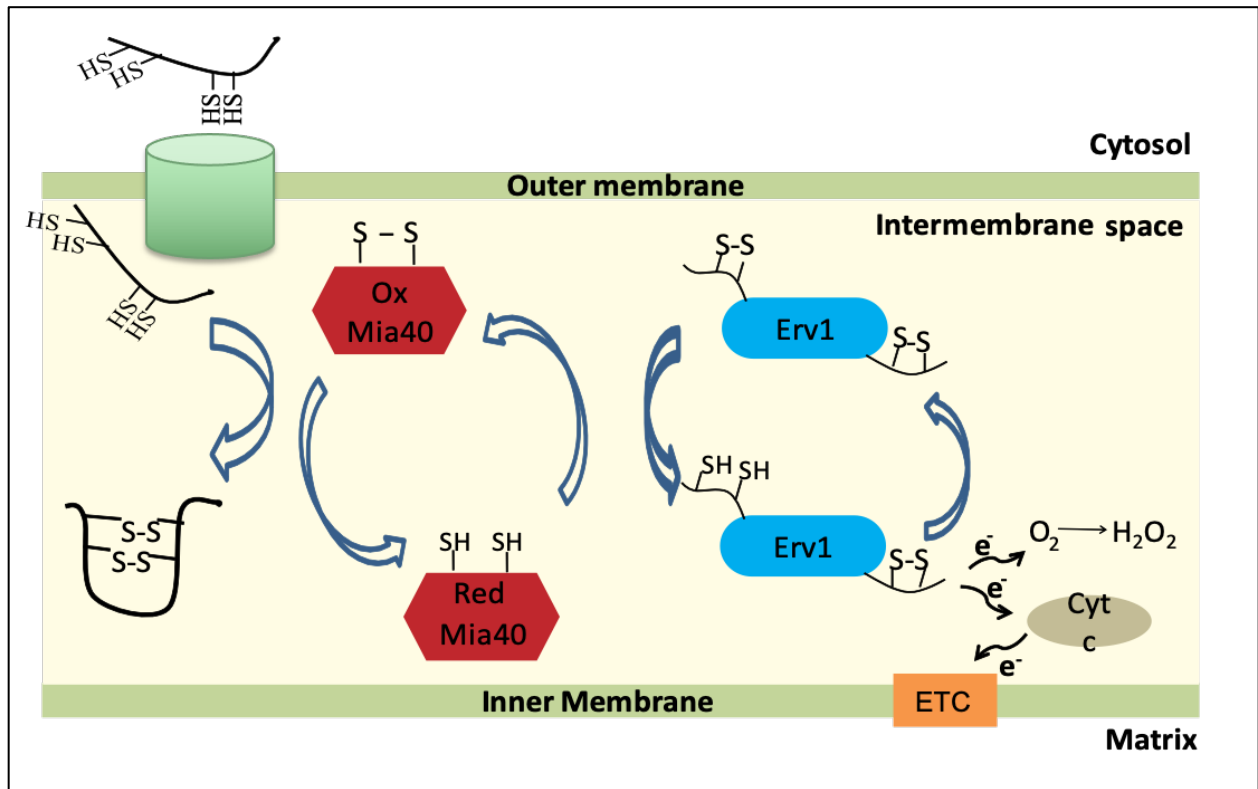 HS
HS
HS
HS
Cytosol
Outer membrane
Intermembrane space
HS
HS
HS
HS
S – S
Ox
Mia40
S-S
Erv1
S-S
SH SH
Erv1
S-S
e-
O2 → H2O2
e-
Cyt
c
e-
S-S
S-S
SH SH
Red
Mia40
Inner Membrane
ETC
Matrix